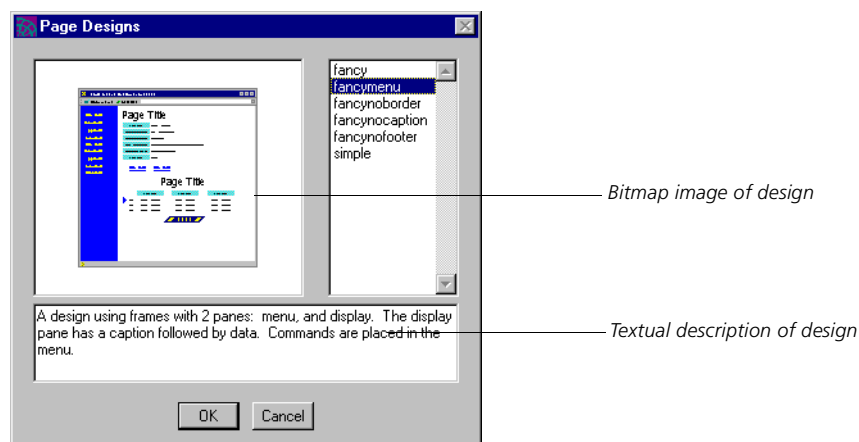 Page Designs
Page Title
Page Title
fancy
fancymenu
fancynoborder
fancynocaption
fancynofooter
simple
Bitmap image of design
A design using frames with 2 panes: menu, and display. The display
pane has a caption followed by data. Commands are placed in the
menu.
Textual description of design
OK
Cancel